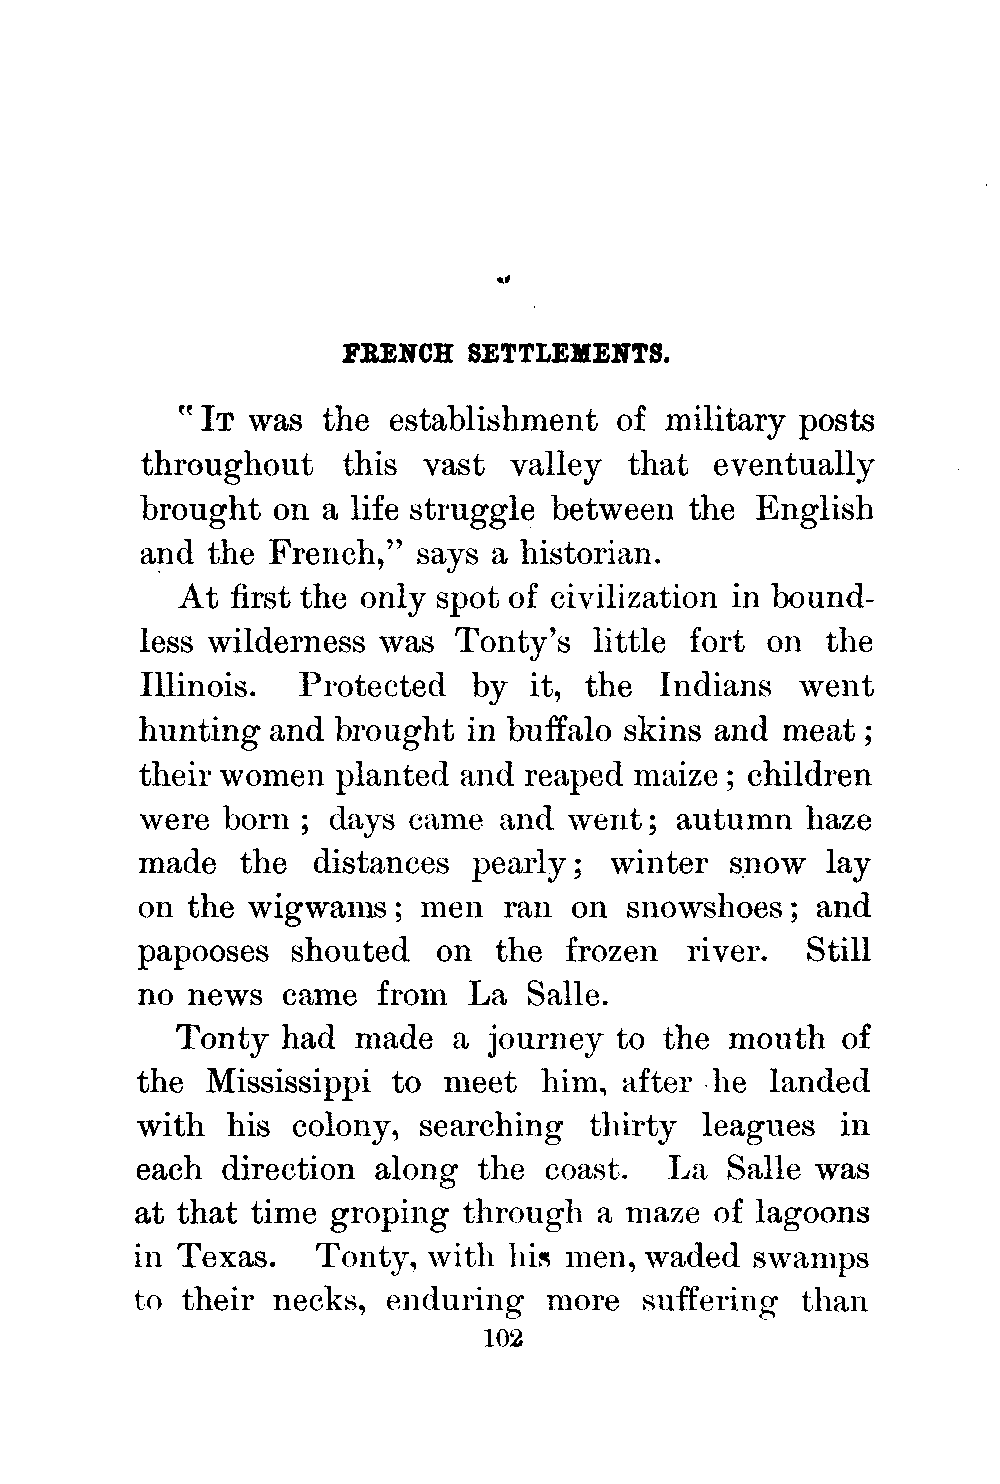 V
FRENCH SETTLEMENTS.
"IT was the establishment of military posts
throughout this vast valley that eventually
brought on a life struggle between the English
and the French," says a historian.
At first the only spot of civilization in bound-
less wilderness was Tonty's little fort on the
Illinois. Protected by it, the Indians went
hunting and brought in buffalo skins and meat;
their women planted and reaped maize; children
were born; days came and went; autumn haze
made the distances pearly; winter snow lay
on the wigwams; men ran on snowshoes; and
papooses shouted on the frozen river. Still
no news came from La Salle.
Tonty had made a journey to the mouth of
the Mississippi to meet him, after he landed
with his colony, searching thirty leagues in
each direction along the coast. La Salle was
at that time groping through a maze of lagoons
in Texas. Tonty, with his men, waded swamps
to their necks, enduring more suffering than
102